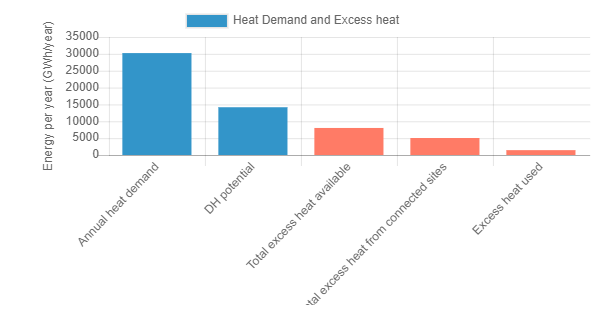 Heat Demand and Excess heat
Energy per year (GWh/year)
35000
30000
25000
20000
15000
10000
5000
0
Annual heat demand
DH potential
Total excess heat available
excess heat from connected sites
Excess heat used